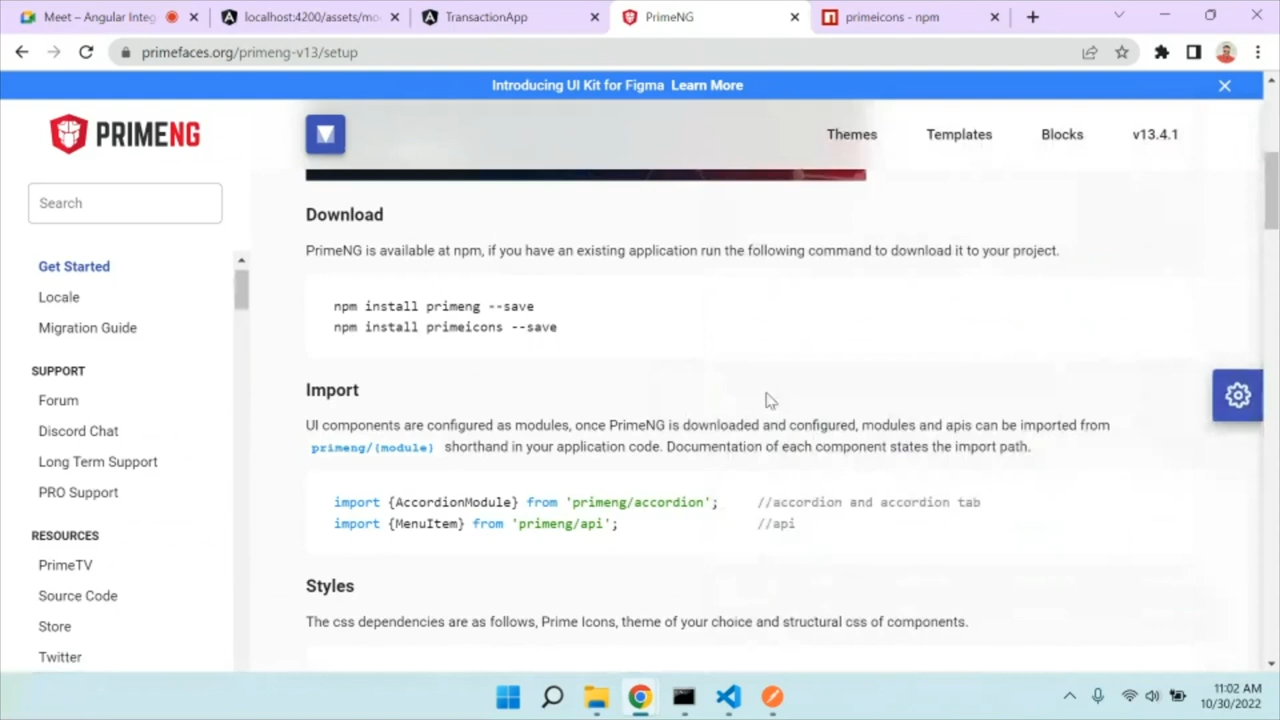 Meet – Angular Integ
localhost:4200/assets/mo
TransactionApp
PrimeNG
primeicons - npm
primefaces.org/primeng-v13/setup
Introducing UI Kit for Figma Learn More
PRIMENG
Themes
Templates
Blocks
v13.4.1
Search
Get Started
Locale
Migration Guide
SUPPORT
Forum
Discord Chat
Long Term Support
PRO Support
RESOURCES
PrimeTV
Source Code
Store
Twitter
Download
PrimeNG is available at npm, if you have an existing application run the following command to download it to your project.
npm install primeng --save
npm install primeicons --save
Import
UI components are configured as modules, once PrimeNG is downloaded and configured, modules and apis can be imported from
primeng/{module} shorthand in your application code. Documentation of each component states the import path.
import {AccordionModule} from 'primeng/accordion'; //accordion and accordion tab
import {MenuItem} from 'primeng/api'; //api
Styles
The css dependencies are as follows, Prime Icons, theme of your choice and structural css of components.
11:02 AM
10/30/2022